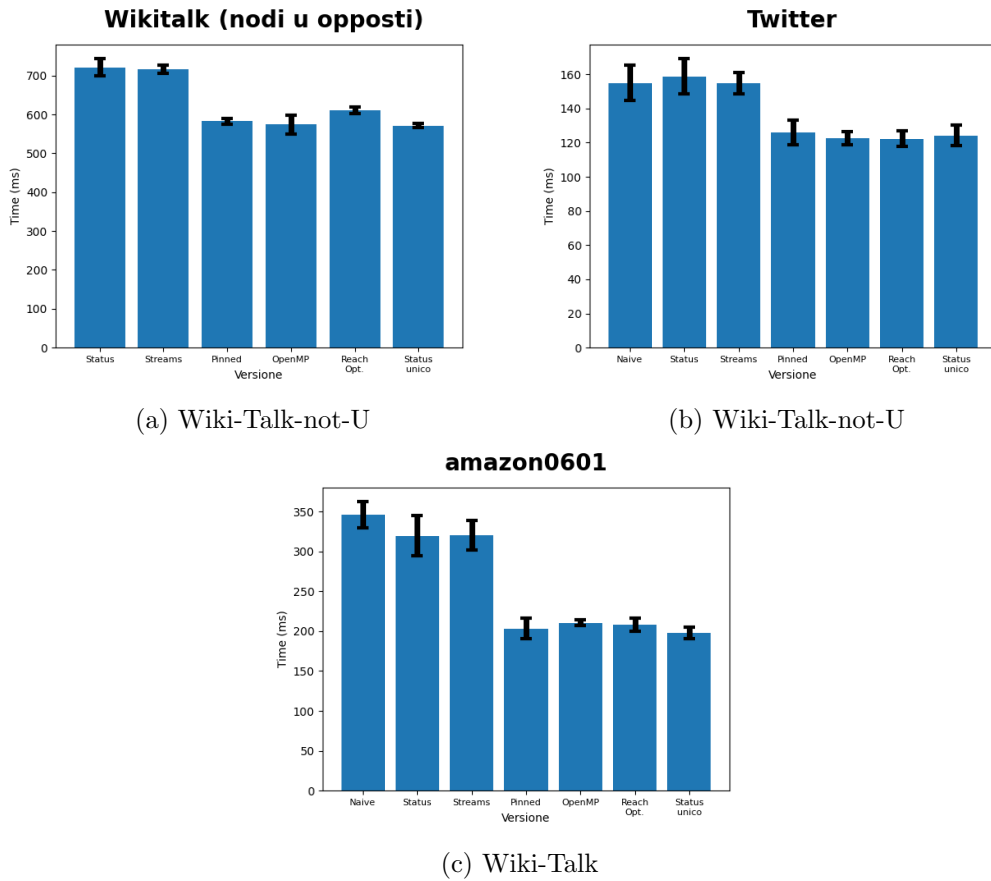 Wikitalk (nodi u opposti)
Time (ms)
700
600
500
400
300
200
100
0
Status Streams Pinned OpenMP Reach Opt. Status unico
Versione
(a) Wiki-Talk-not-U
Twitter
Time (ms)
160
140
120
100
80
60
40
20
0
Naive Status Streams Pinned OpenMP Reach Opt. Status unico
Versione
(b) Wiki-Talk-not-U
amazon0601
Time (ms)
350
300
250
200
150
100
50
0
Naive Status Streams Pinned OpenMP Reach Opt. Status unico
Versione
(c) Wiki-Talk